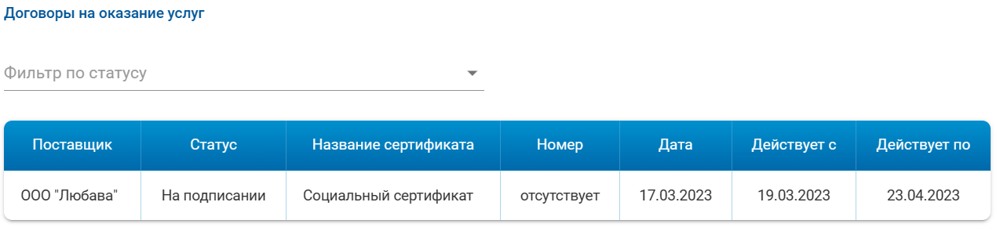 Договоры на оказание услуг
Фильтр по статусу
Поставщик Статус Название сертификата Номер Дата Действует с Действует по
ООО "Любава" На подписании Социальный сертификат отсутствует 17.03.2023 19.03.2023 23.04.2023